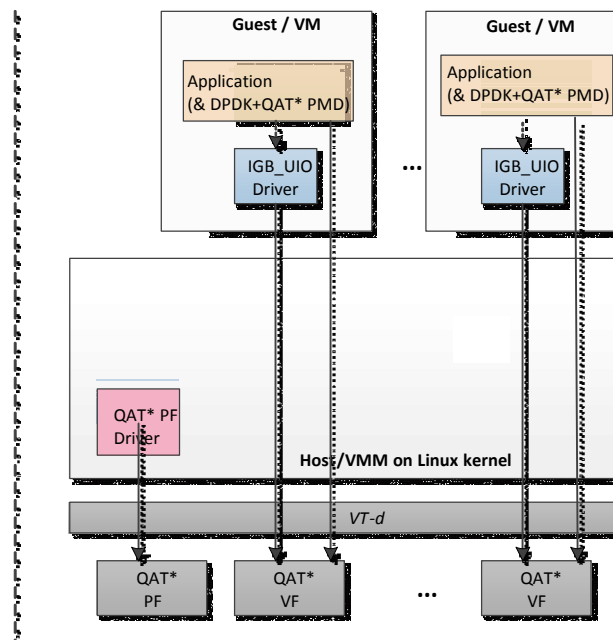 Guest / VM
Guest / VM
Application
(& DPDK+QAT* PMD)
Application
(& DPDK+QAT* PMD)
IGB_UIO
Driver
...
IGB_UIO
Driver
QAT* PF
Driver
Host/VMM on Linux kernel
VT-d
QAT*
PF
QAT*
VF
...
QAT*
VF